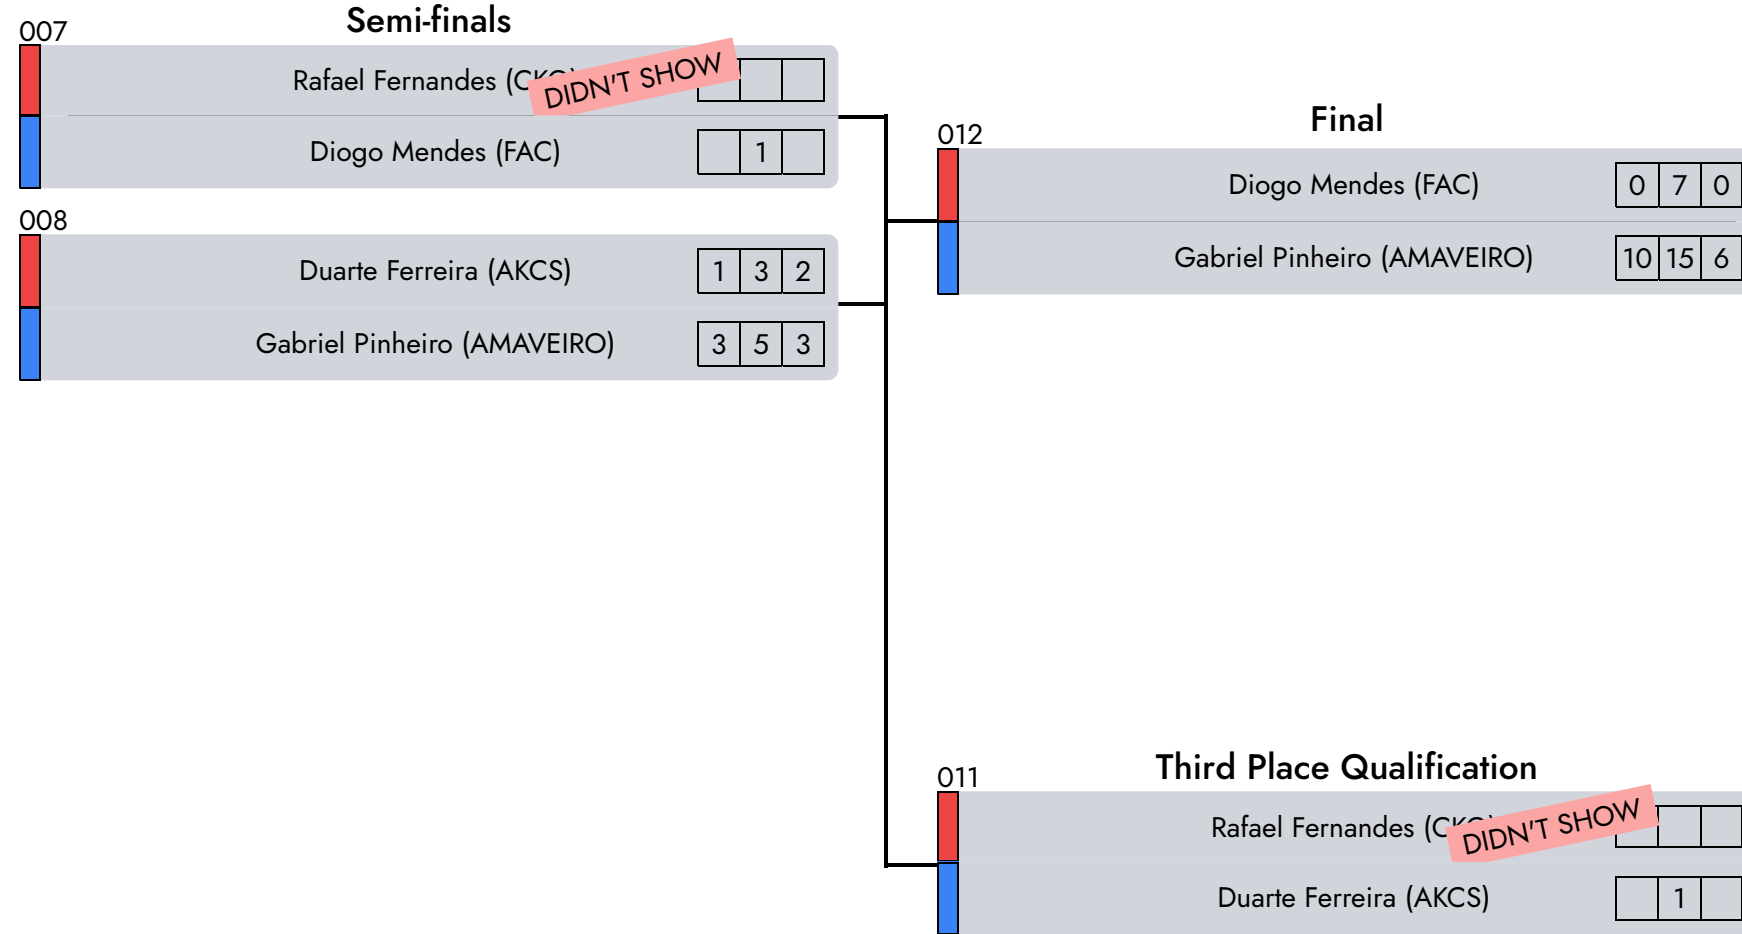 Semi-finals
007
Rafael Fernandes
DIDN'T SHOW
Diogo Mendes (FAC) 1
008
Duarte Ferreira (AKCS) 1 3 2
Gabriel Pinheiro (AMAVEIRO) 3 5 3
Final
012
Diogo Mendes (FAC) 0 7 0
Gabriel Pinheiro (AMAVEIRO) 10 15 6
Third Place Qualification
011
Rafael Fernandes
DIDN'T SHOW
Duarte Ferreira (AKCS) 1